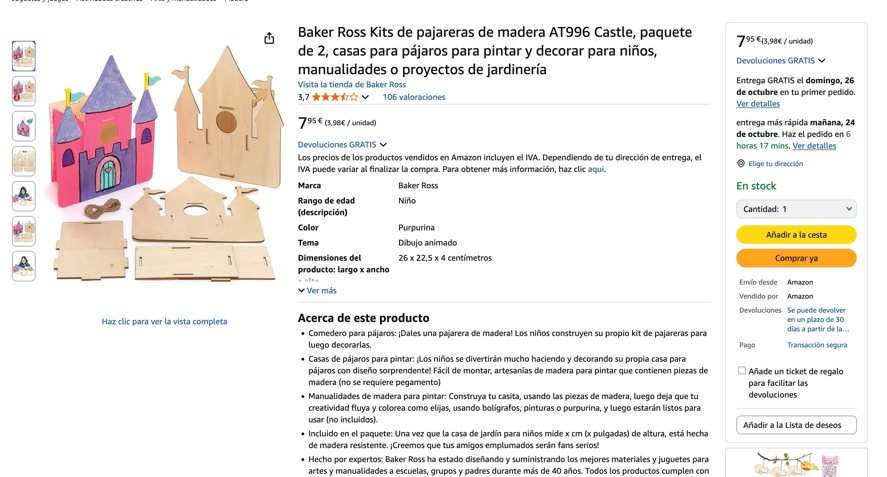 Baker Ross Kits de pajareras de madera AT996 Castle, paquete
de 2, casas para pájaros para pintar y decorar para niños,
manualidades o proyectos de jardinería
Visita la tienda de Baker Ross
3,7
106 valoraciones
7,95 € (3,98€ / unidad)
Devoluciones GRATIS
Los precios de los productos vendidos en Amazon incluyen el IVA. Dependiendo de tu dirección de entrega, el
IVA puede variar al finalizar la compra. Para obtener más información, haz clic aquí.
Marca Baker Ross
Rango de edad Niño
(descripción)
Color Purpurina
Tema Dibujo animado
Dimensiones del 26 x 22,5 x 4 centímetros
producto: largo x ancho
x alto
Ver más
Haz clic para ver la vista completa
Acerca de este producto
Comedero para pájaros: ¡Dales una pajarera de madera! Los niños construyen su propio kit de pajareras para
luego decorarlas.
Casas de pájaros para pintar: ¡Los niños se divertirán mucho haciendo y decorando su propia casa para
pájaros con diseño sorprendente! Fácil de montar, artesanías de madera para pintar que contienen piezas de
madera (no se requiere pegamento)
Manualidades de madera para pintar: Construya tu casita, usando las piezas de madera, luego deja que tu
creatividad fluya y colorea como elijas, usando bolígrafos, pinturas o purpurina, y luego estarán listos para
usar (no incluidos).
Incluido en el paquete: Una vez que la casa de jardín para niños mide x cm (x pulgadas) de altura, está hecha
de madera resistente. ¡Creemos que tus amigos emplumados serán fans serios!
Hecho por expertos: Baker Ross ha estado diseñando y suministrando los mejores materiales y juguetes para
artes y manualidades a escuelas, grupos y padres durante más de 40 años. Todos los productos cumplen con
7,95 € (3,98€ / unidad)
Devoluciones GRATIS
Entrega GRATIS el domingo, 26
de octubre en tu primer pedido.
Ver detalles
entrega más rápida mañana, 24
de octubre. Haz el pedido en 6
horas 17 mins. Ver detalles
Elige tu dirección
En stock
Cantidad: 1
Añadir a la cesta
Comprar ya
Envío desde Amazon
Vendido por Amazon
Devoluciones Se puede devolver
en un plazo de 30
días a partir de la...
Pago Transacción segura
Añade un ticket de regalo
para facilitar las
devoluciones
Añadir a la Lista de deseos